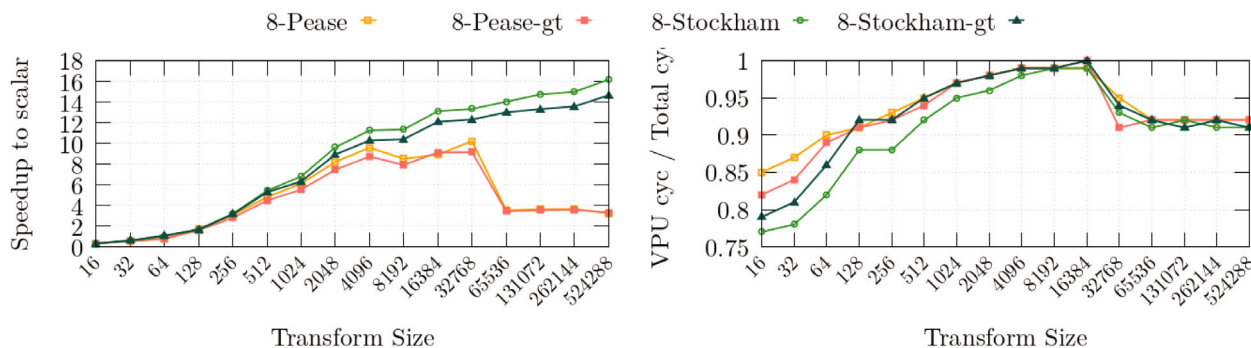 8-Pease 8-Pease-gt 8-Stockham 8-Stockham-gt
Speedup to scalar
18
16
14
12
10
8
6
4
2
0
16 32 64 128 256 512 1024 2048 4096 8192 16384 32768 65536 131072 262144 524288
Transform Size
VPU cyc / Total cy
1
0.95
0.9
0.85
0.8
0.75
16 32 64 128 256 512 1024 2048 4096 8192 16384 32768 65536 131072 262144 524288
Transform Size